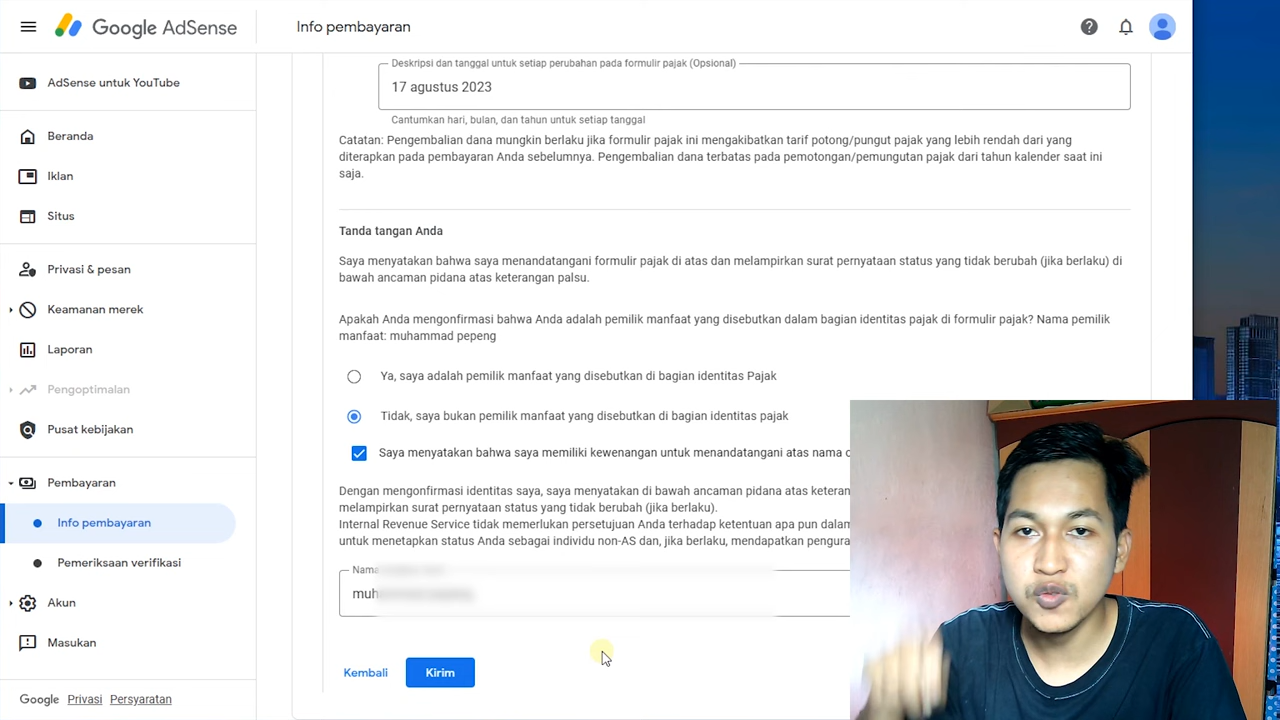 Google AdSense
Info pembayaran
AdSense untuk YouTube
Beranda
Iklan
Situs
Privasi & pesan
Keamanan merek
Laporan
Pengoptimalan
Pusat kebijakan
Pembayaran
Info pembayaran
Pemeriksaan verifikasi
Akun
Masukan
Google Privasi Persyaratan
Deskripsi dan tanggal untuk setiap perubahan pada formulir pajak (Opsional)
17 agustus 2023
Cantumkan hari, bulan, dan tahun untuk setiap tanggal
Catatan: Pengembalian dana mungkin berlaku jika formulir pajak ini mengakibatkan tarif potong/pungut pajak yang lebih rendah dari yang
diterapkan pada pembayaran Anda sebelumnya. Pengembalian dana terbatas pada pemotongan/pemungutan pajak dari tahun kalender saat ini
saja.
Tanda tangan Anda
Saya menyatakan bahwa saya menandatangani formulir pajak di atas dan melampirkan surat pernyataan status yang tidak berubah (jika berlaku) di
bawah ancaman pidana atas keterangan palsu.
Apakah Anda mengonfirmasi bahwa Anda adalah pemilik manfaat yang disebutkan dalam bagian identitas pajak di formulir pajak? Nama pemilik
manfaat: muhammad pepeng
Ya, saya adalah pemilik manfaat yang disebutkan di bagian identitas Pajak
Tidak, saya bukan pemilik manfaat yang disebutkan di bagian identitas pajak
Saya menyatakan bahwa saya memiliki kewenangan untuk menandatangani atas nama
Dengan mengonfirmasi identitas saya, saya menyatakan di bawah ancaman pidana atas
melampirkan surat pernyataan status yang tidak berubah (jika berlaku).
Internal Revenue Service tidak memerlukan persetujuan Anda terhadap ketentuan apa pun dalam
untuk menetapkan status Anda sebagai individu non-AS dan, jika berlaku, mendapatkan
Nama
Kembali
Kirim